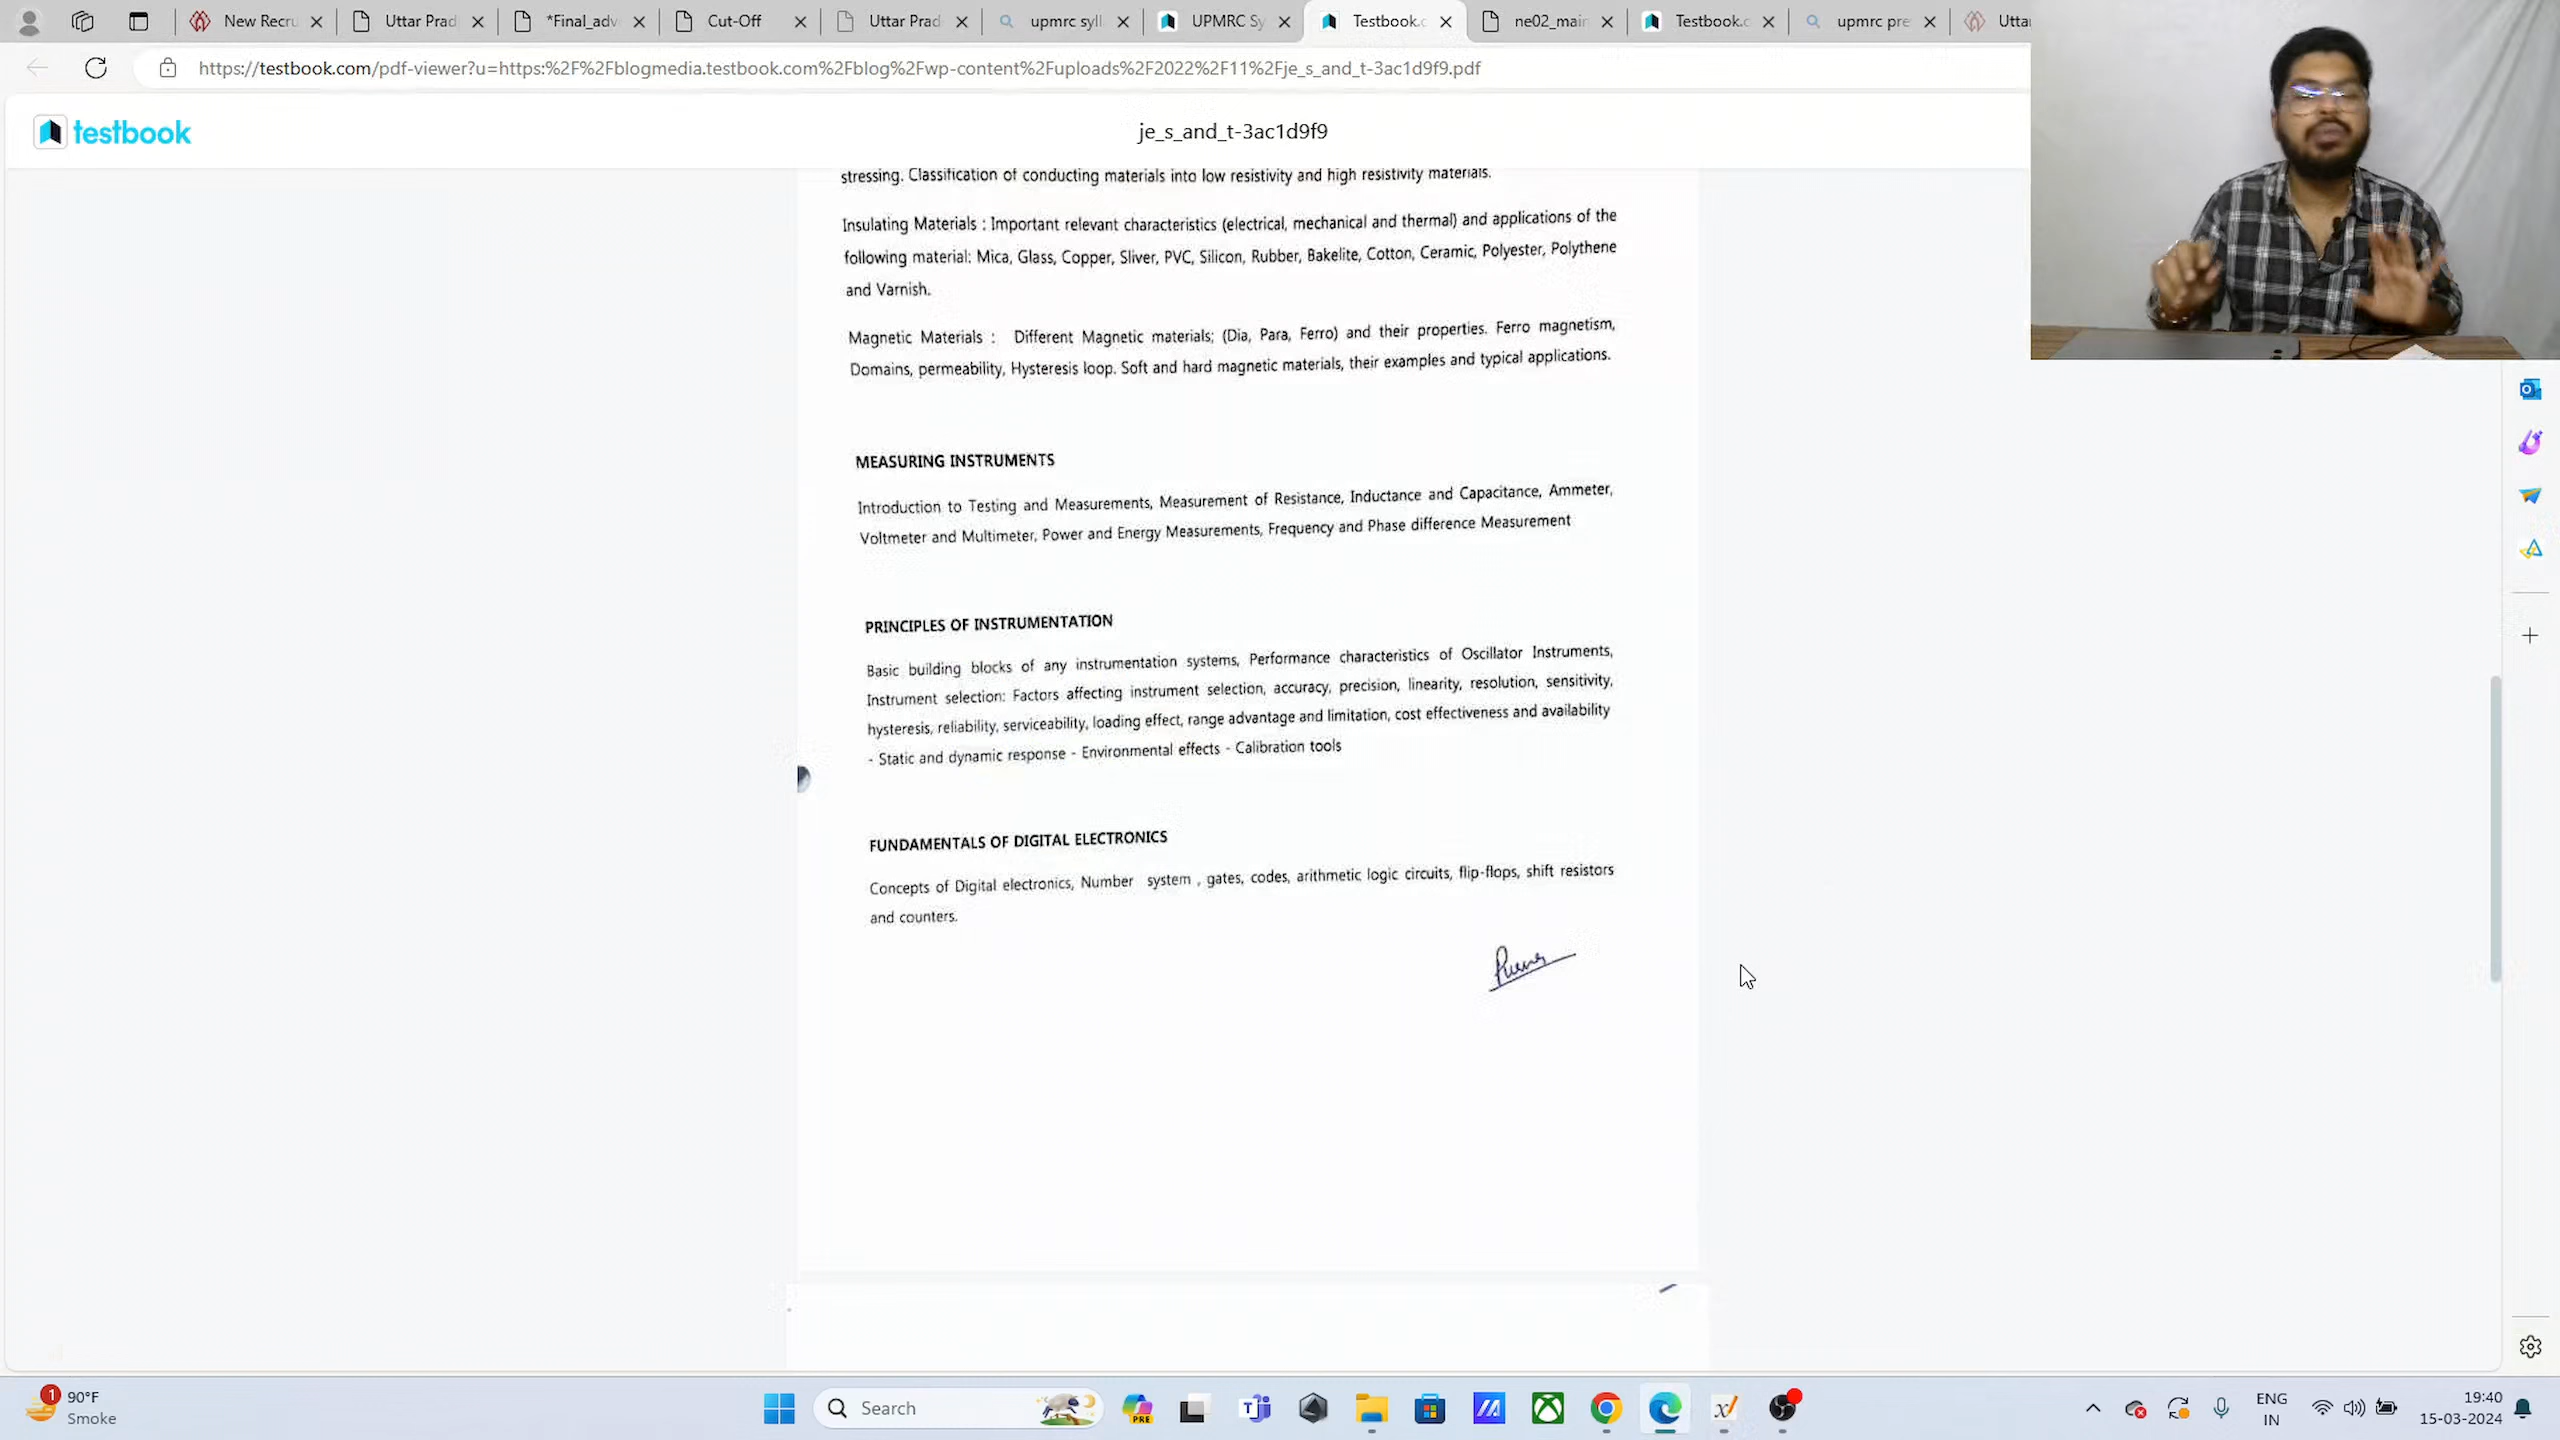 New Recru
Uttar Prad
*Final_adv
Cut-Off
Uttar Prad
upmrc syll
UPMRC Sy
Testbook.c
ne02_main
Testbook.c
upmrc pre
Uttar
https://testbook.com/pdf-viewer?u=https:%2F%2Fblogmedia.testbook.com%2Fblog%2Fwp-content%2Fuploads%2F2022%2F11%2Fje_s_and_t-3ac1d9f9.pdf
testbook
je_s_and_t-3ac1d9f9
stressing. Classification of conducting materials into low resistivity and high resistivity materials.
Insulating Materials : Important relevant characteristics (electrical, mechanical and thermal) and applications of the
following material: Mica, Glass, Copper, Sliver, PVC, Silicon, Rubber, Bakelite, Cotton, Ceramic, Polyester, Polythene
and Varnish.
Magnetic Materials : Different Magnetic materials; (Dia, Para, Ferro) and their properties. Ferro magnetism,
Domains, permeability, Hysteresis loop. Soft and hard magnetic materials, their examples and typical applications.
MEASURING INSTRUMENTS
Introduction to Testing and Measurements, Measurement of Resistance, Inductance and Capacitance, Ammeter,
Voltmeter and Multimeter, Power and Energy Measurements, Frequency and Phase difference Measurement
PRINCIPLES OF INSTRUMENTATION
Basic building blocks of any instrumentation systems, Performance characteristics of Oscillator Instruments,
Instrument selection: Factors affecting instrument selection, accuracy, precision, linearity, resolution, sensitivity,
hysteresis, reliability, serviceability, loading effect, range advantage and limitation, cost effectiveness and availability
- Static and dynamic response - Environmental effects - Calibration tools
FUNDAMENTALS OF DIGITAL ELECTRONICS
Concepts of Digital electronics, Number system , gates, codes, arithmetic logic circuits, flip-flops, shift resistors
and counters.
1
90°F
Smoke
Search
PRE
ENG
IN
19:40
15-03-2024